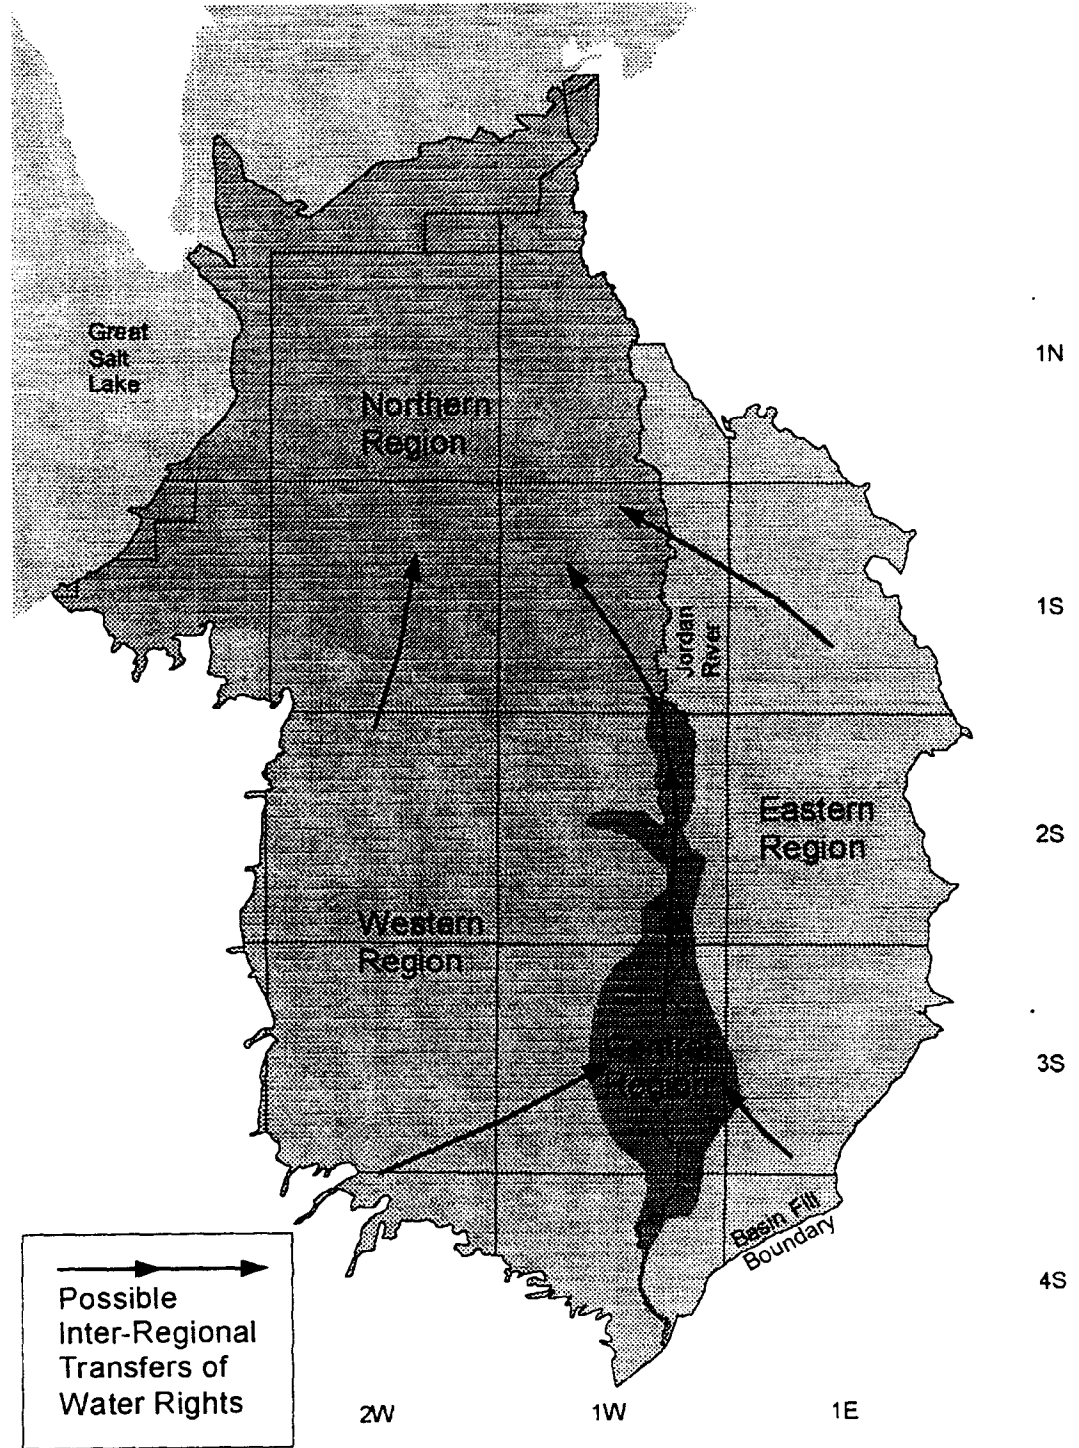 Great
Salt
Lake
1N
Northern
Region
1S
Jordan
River
Eastern
Region
2S
Western
Region
Region
3S
Basin Fill
Boundary
4S
Possible
Inter-Regional
Transfers of
Water Rights
2W
1W
1E